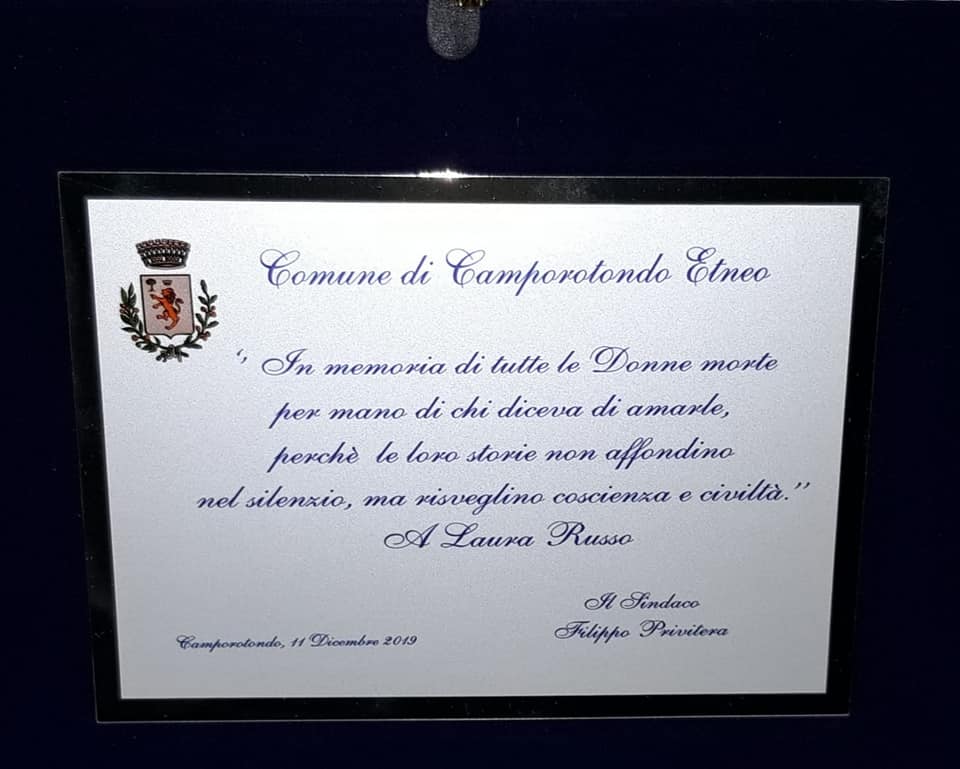 Comune di Camporotondo Etneo
“ In memoria di tutte le Donne morte
per mano di chi diceva di amarle,
perchè le loro storie non affondino
nel silenzio, ma risveglino coscienza e civiltà.”
A Laura Russo
Il Sindaco
Filippo Privitera
Camporotondo, 11 Dicembre 2019